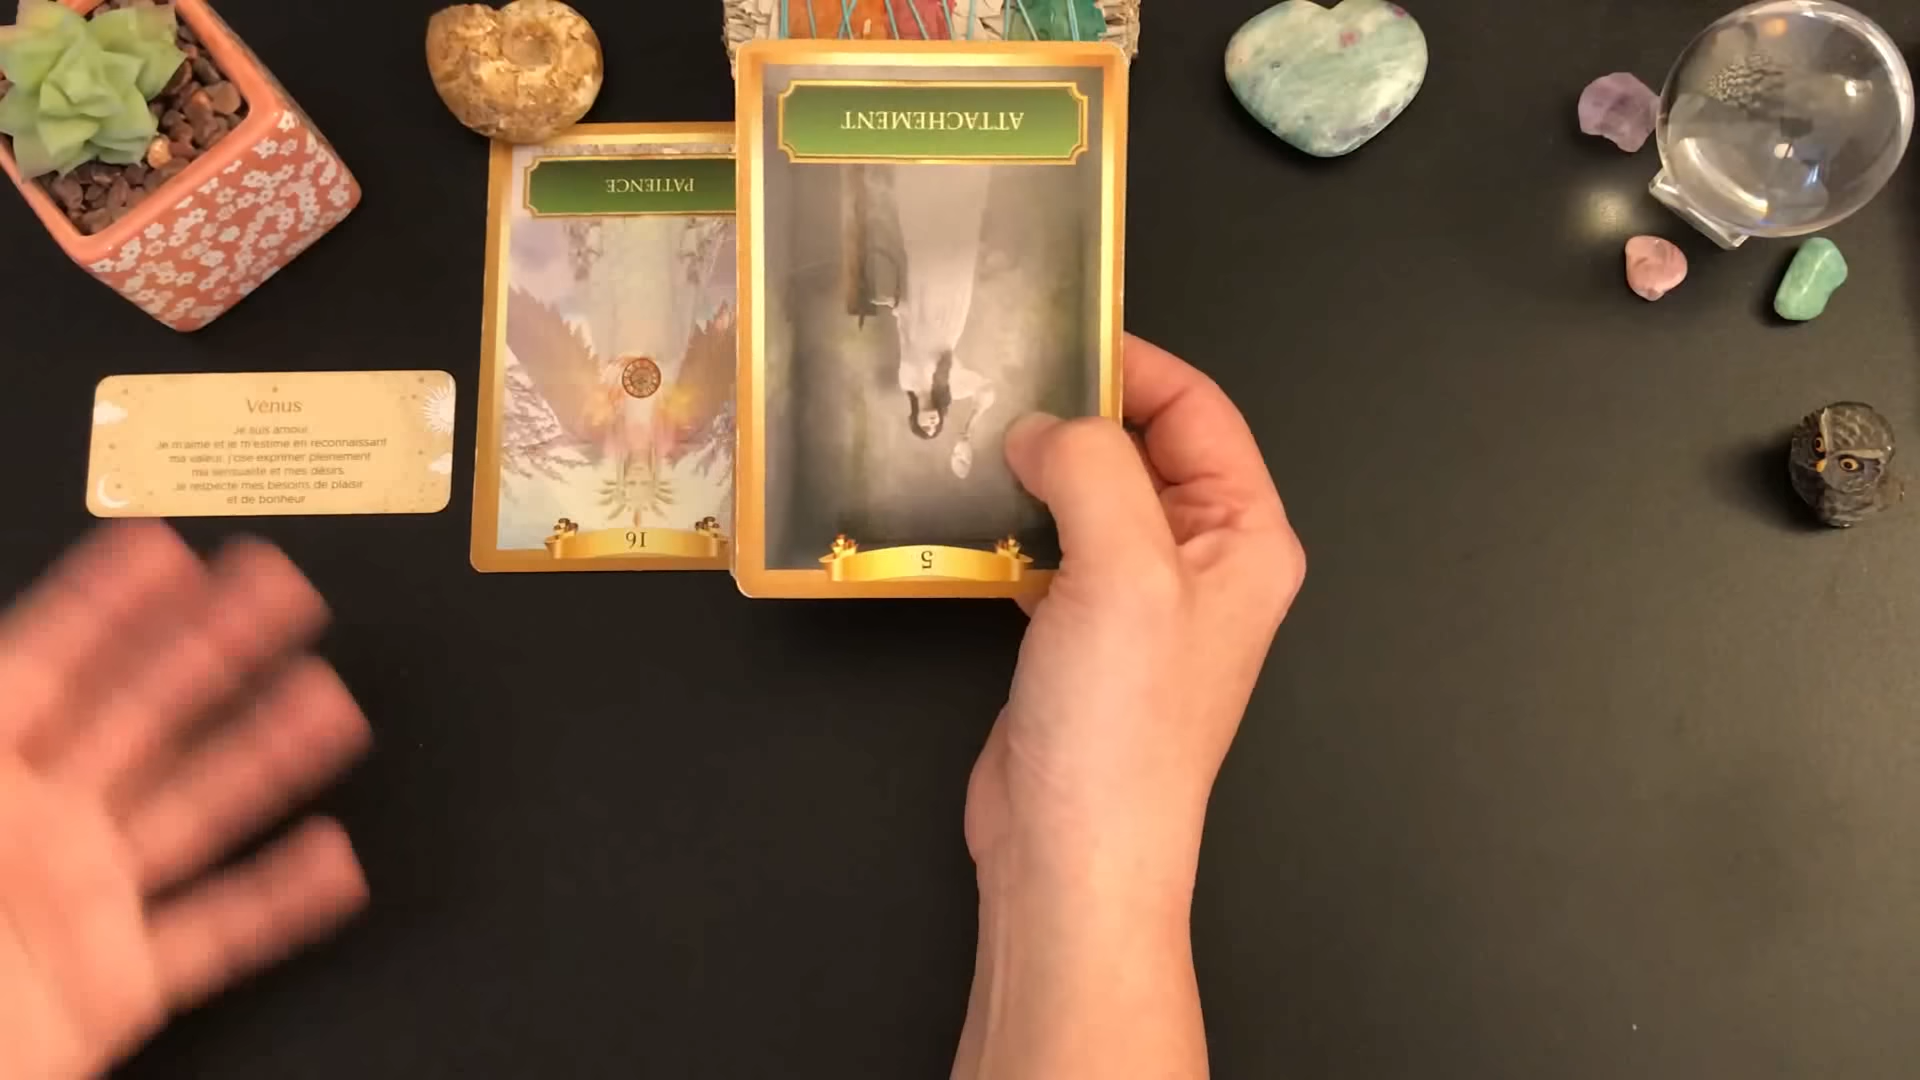 ATTACHEMENT
PATIENCE
Vénus
Je suis amour.
Je m'aime et je m'estime en reconnaissant
ma valeur, j'ose exprimer pleinement
ma sensualité et mes désirs.
Je respecte mes besoins de plaisir
et de bonheur
16
5